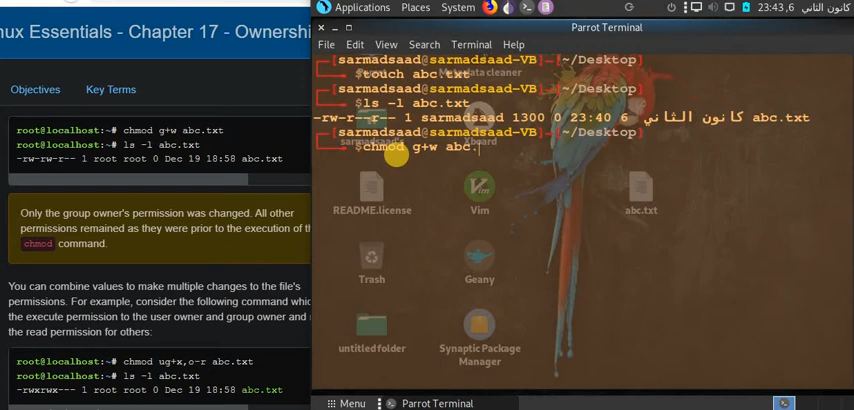 nux Essentials - Chapter 17 - Ownershi
Objectives Key Terms
root@localhost:~# chmod g+w abc.txt
root@localhost:~# ls -l abc.txt
-rw-rw-r-- 1 root root 0 Dec 19 18:58 abc.txt
Only the group owner's permission was changed. All other
permissions remained as they were prior to the execution of th
chmod command.
You can combine values to make multiple changes to the file's
permissions. For example, consider the following command whic
the execute permission to the user owner and group owner and
the read permission for others:
root@localhost:~# chmod ug+x,o-r abc.txt
root@localhost:~# ls -l abc.txt
-rwxrwx--- 1 root root 0 Dec 19 18:58 abc.txt
Applications Places System
كانون الثاني 6, 23:43
Parrot Terminal
File Edit View Search Terminal Help
[sarmadsaad@sarmadsaad-VB]-[~/Desktop]
$touch abc.txt
[sarmadsaad@sarmadsaad-VB]-[~/Desktop]
$ls -l abc.txt
-rw-r--r-- 1 sarmadsaad 1300 0 23:40 6 كانون الثاني abc.txt
[sarmadsaad@sarmadsaad-VB]-[~/Desktop]
$chmod g+w abc.
README.license
Vim
abc.txt
Trash
Geany
untitled folder
Synaptic Package
Manager
Menu Parrot Terminal